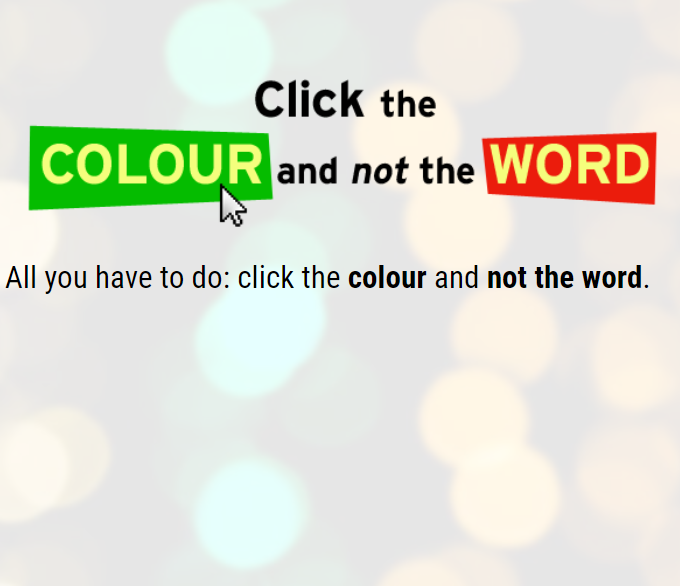 Click the
COLOUR and not the WORD
All you have to do: click the colour and not the word.